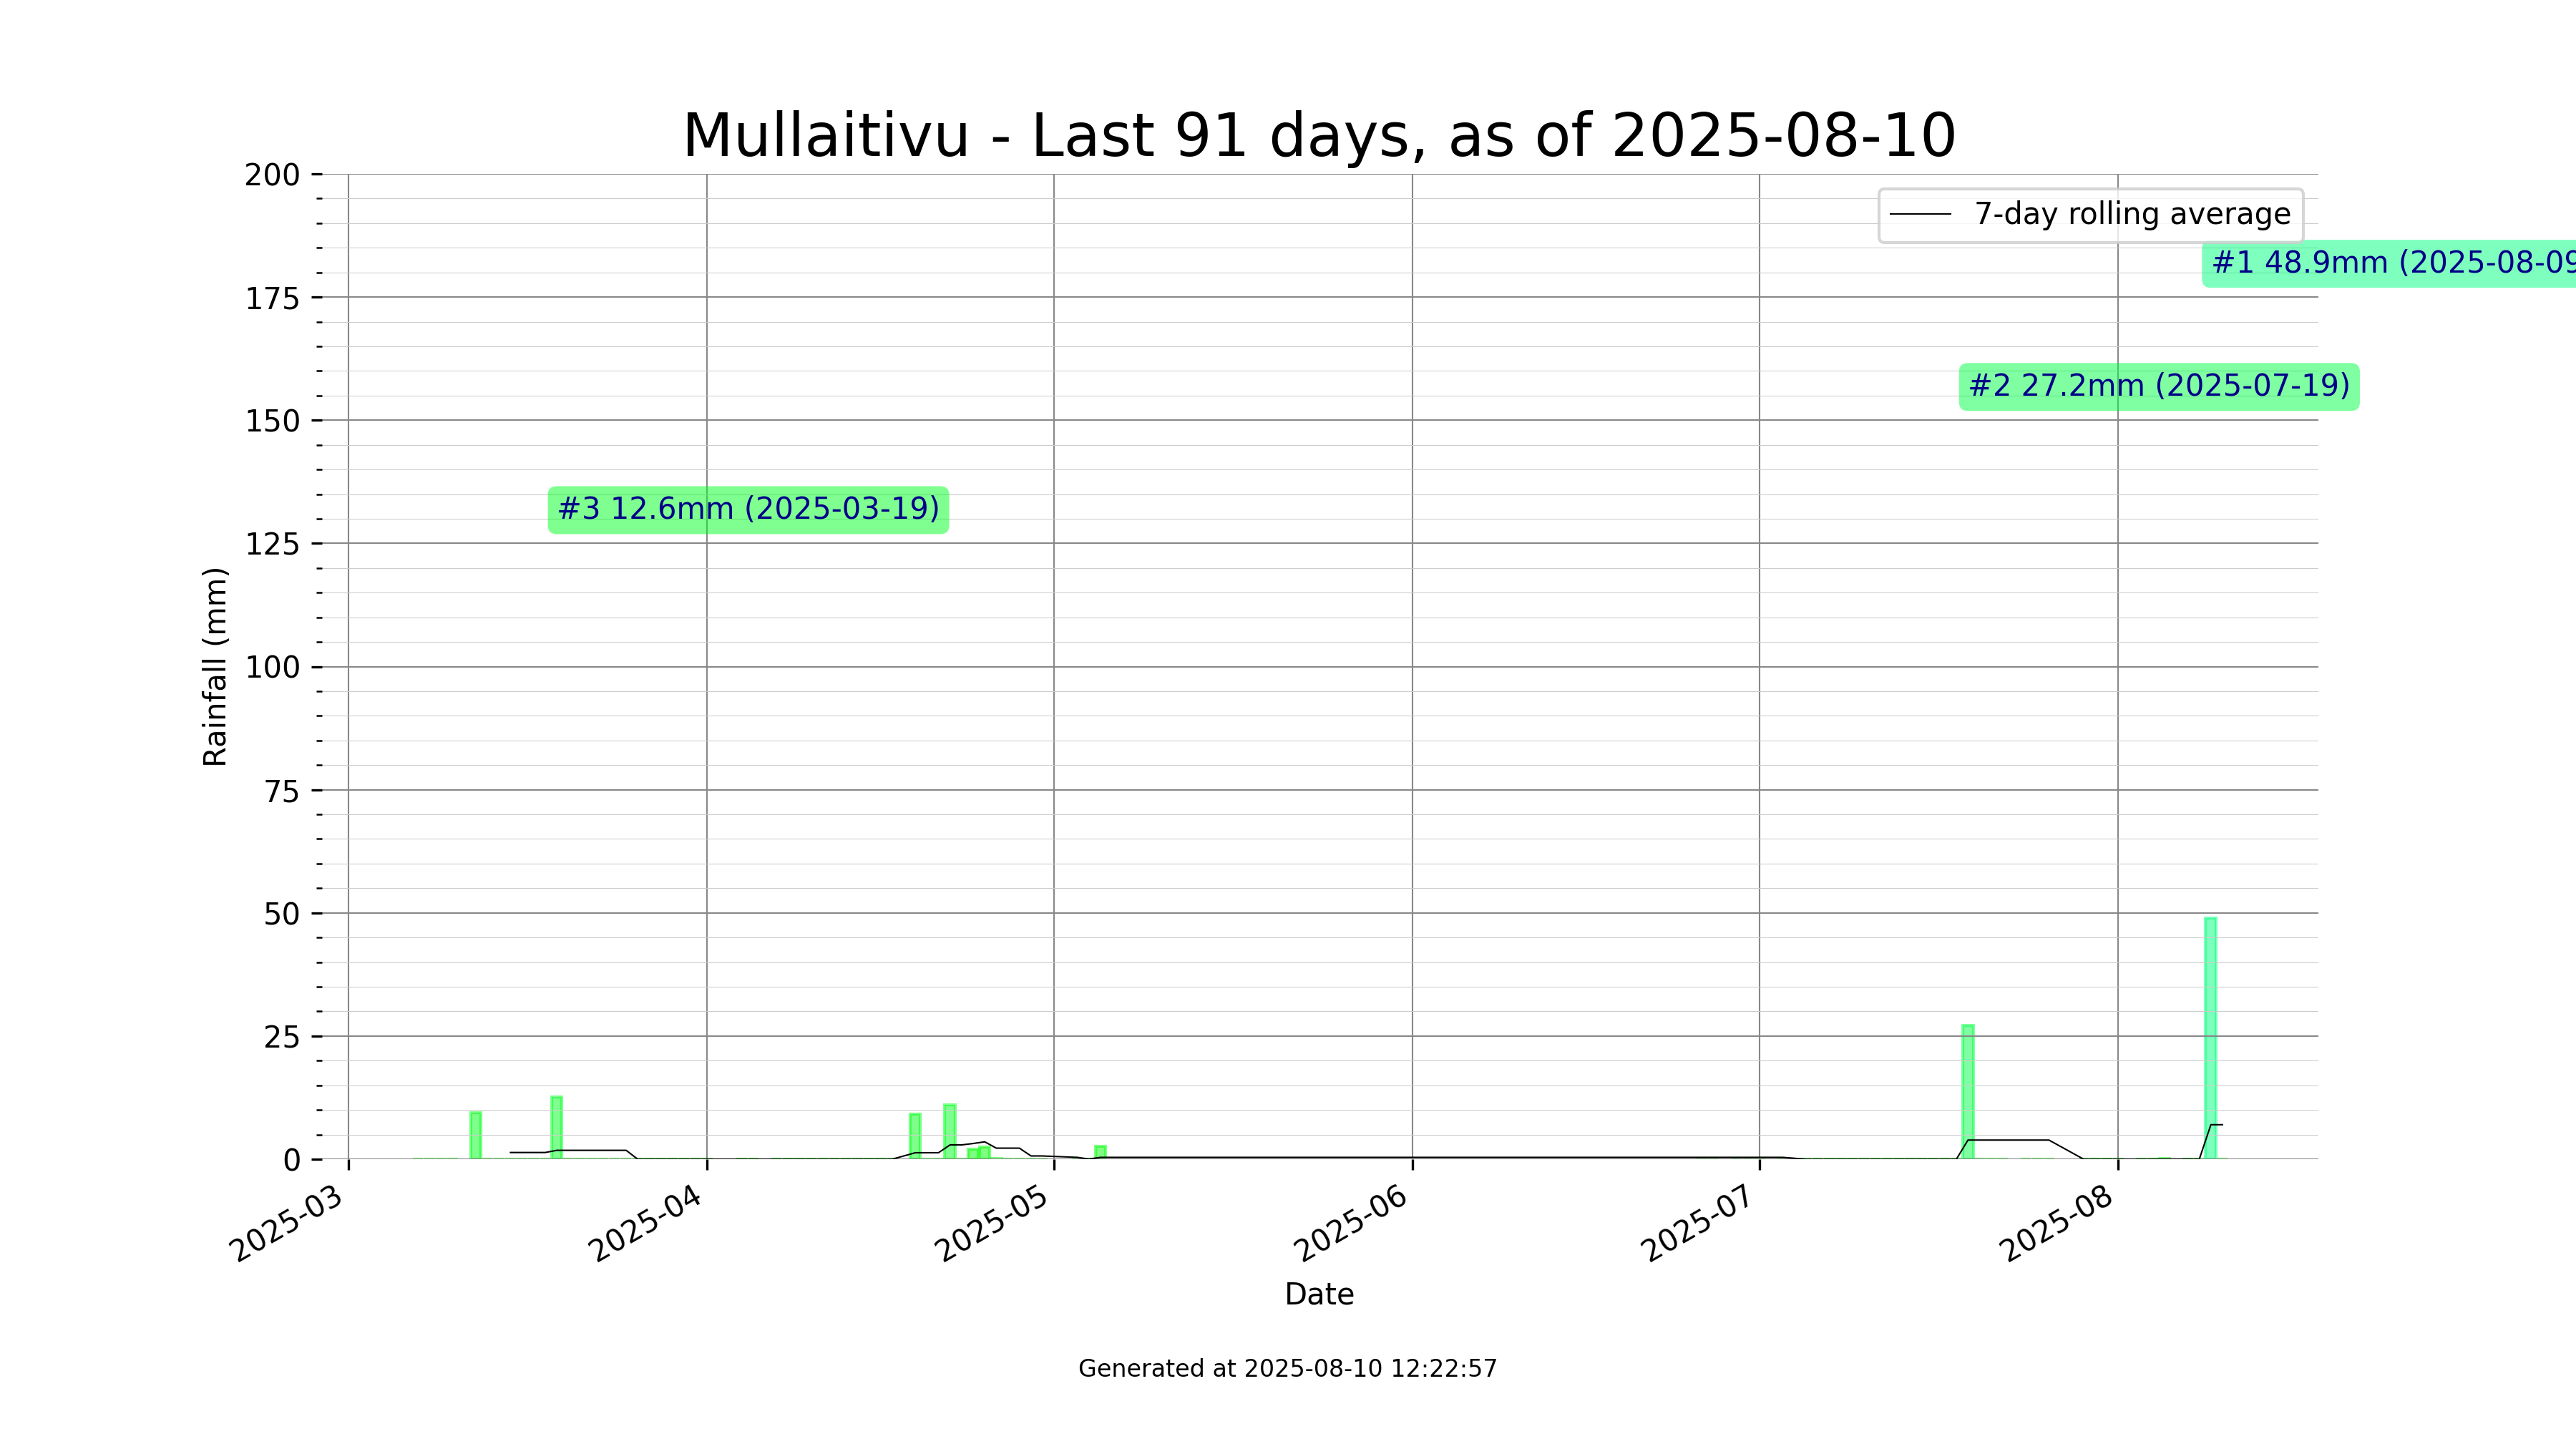 Mullaitivu - Last 91 days, as of 2025-08-10
200
175
150
125
100
75
50
25
0
Rainfall (mm)
7-day rolling average
#1 48.9mm (2025-08-09
#2 27.2mm (2025-07-19)
#3 12.6mm (2025-03-19)
2025-03
2025-04
2025-05
2025-06
2025-07
2025-08
Date
Generated at 2025-08-10 12:22:57